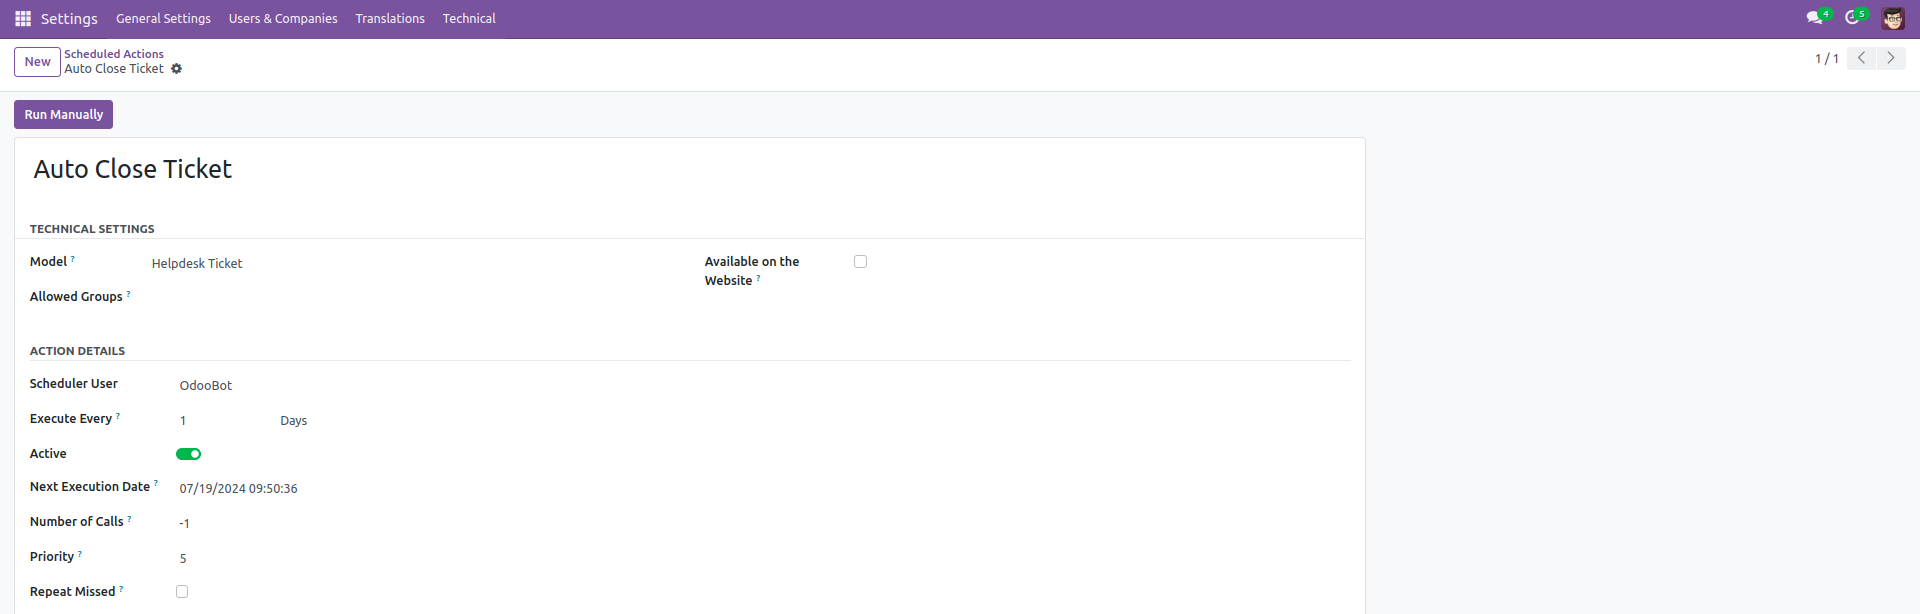 Settings General Settings Users & Companies Translations Technical 4 5
New Scheduled Actions
Auto Close Ticket
1 / 1
Run Manually
Auto Close Ticket
TECHNICAL SETTINGS
Model ? Helpdesk Ticket
Available on the
Website ?
Allowed Groups ?
ACTION DETAILS
Scheduler User OdooBot
Execute Every ? 1 Days
Active
Next Execution Date ? 07/19/2024 09:50:36
Number of Calls ? -1
Priority ? 5
Repeat Missed ?